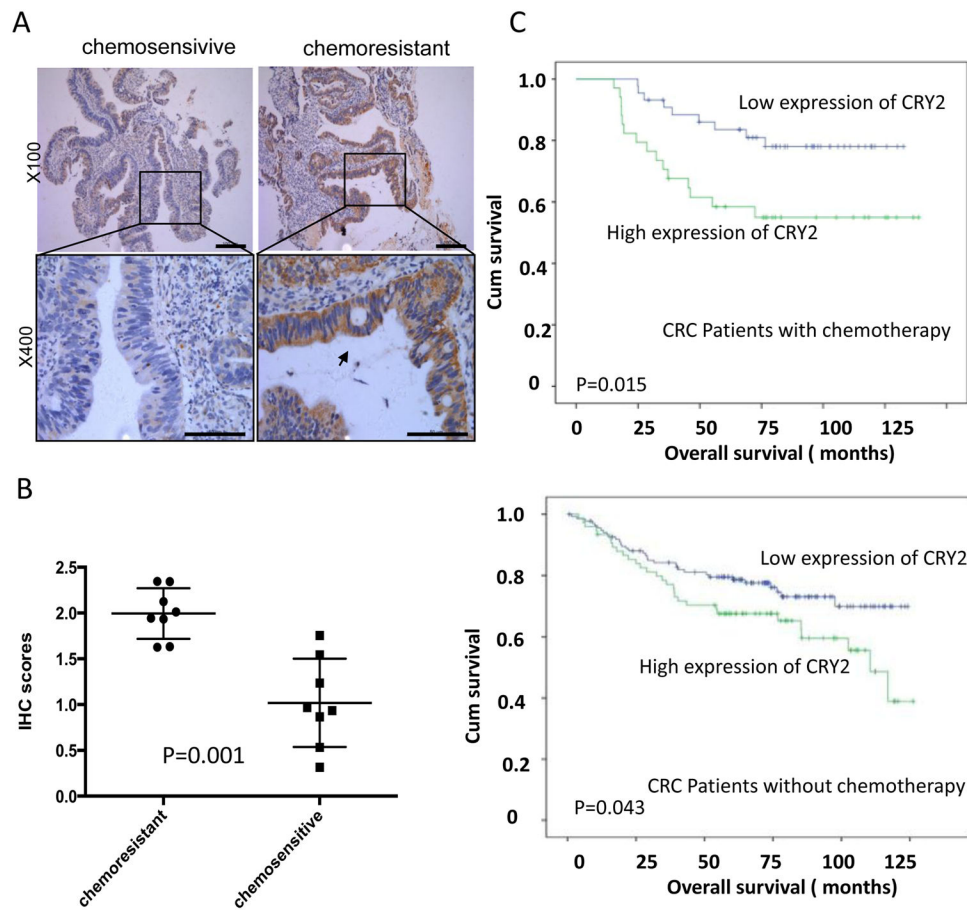 A
chemosensivive
chemoresistant
X100
X400
B
2.5
2.0
1.5
1.0
0.5
0.0
IHC scores
P=0.001
chemoresistant
chemosensitive
C
1.0
0.8
0.6
0.4
0.2
0
Cum survival
Low expression of CRY2
High expression of CRY2
CRC Patients with chemotherapy
P=0.015
0 25 50 75 100 125
Overall survival ( months)
1.0
0.8
0.6
0.4
0.2
0
Cum survival
Low expression of CRY2
High expression of CRY2
CRC Patients without chemotherapy
P=0.043
0 25 50 75 100 125
Overall survival ( months)